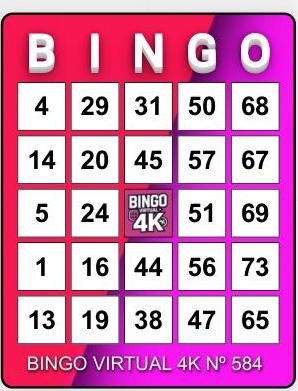 B I N G O
4 29 31 50 68
14 20 45 57 67
5 24 BINGO VIRTUAL 4K 51 69
1 16 44 56 73
13 19 38 47 65
BINGO VIRTUAL 4K Nº 584